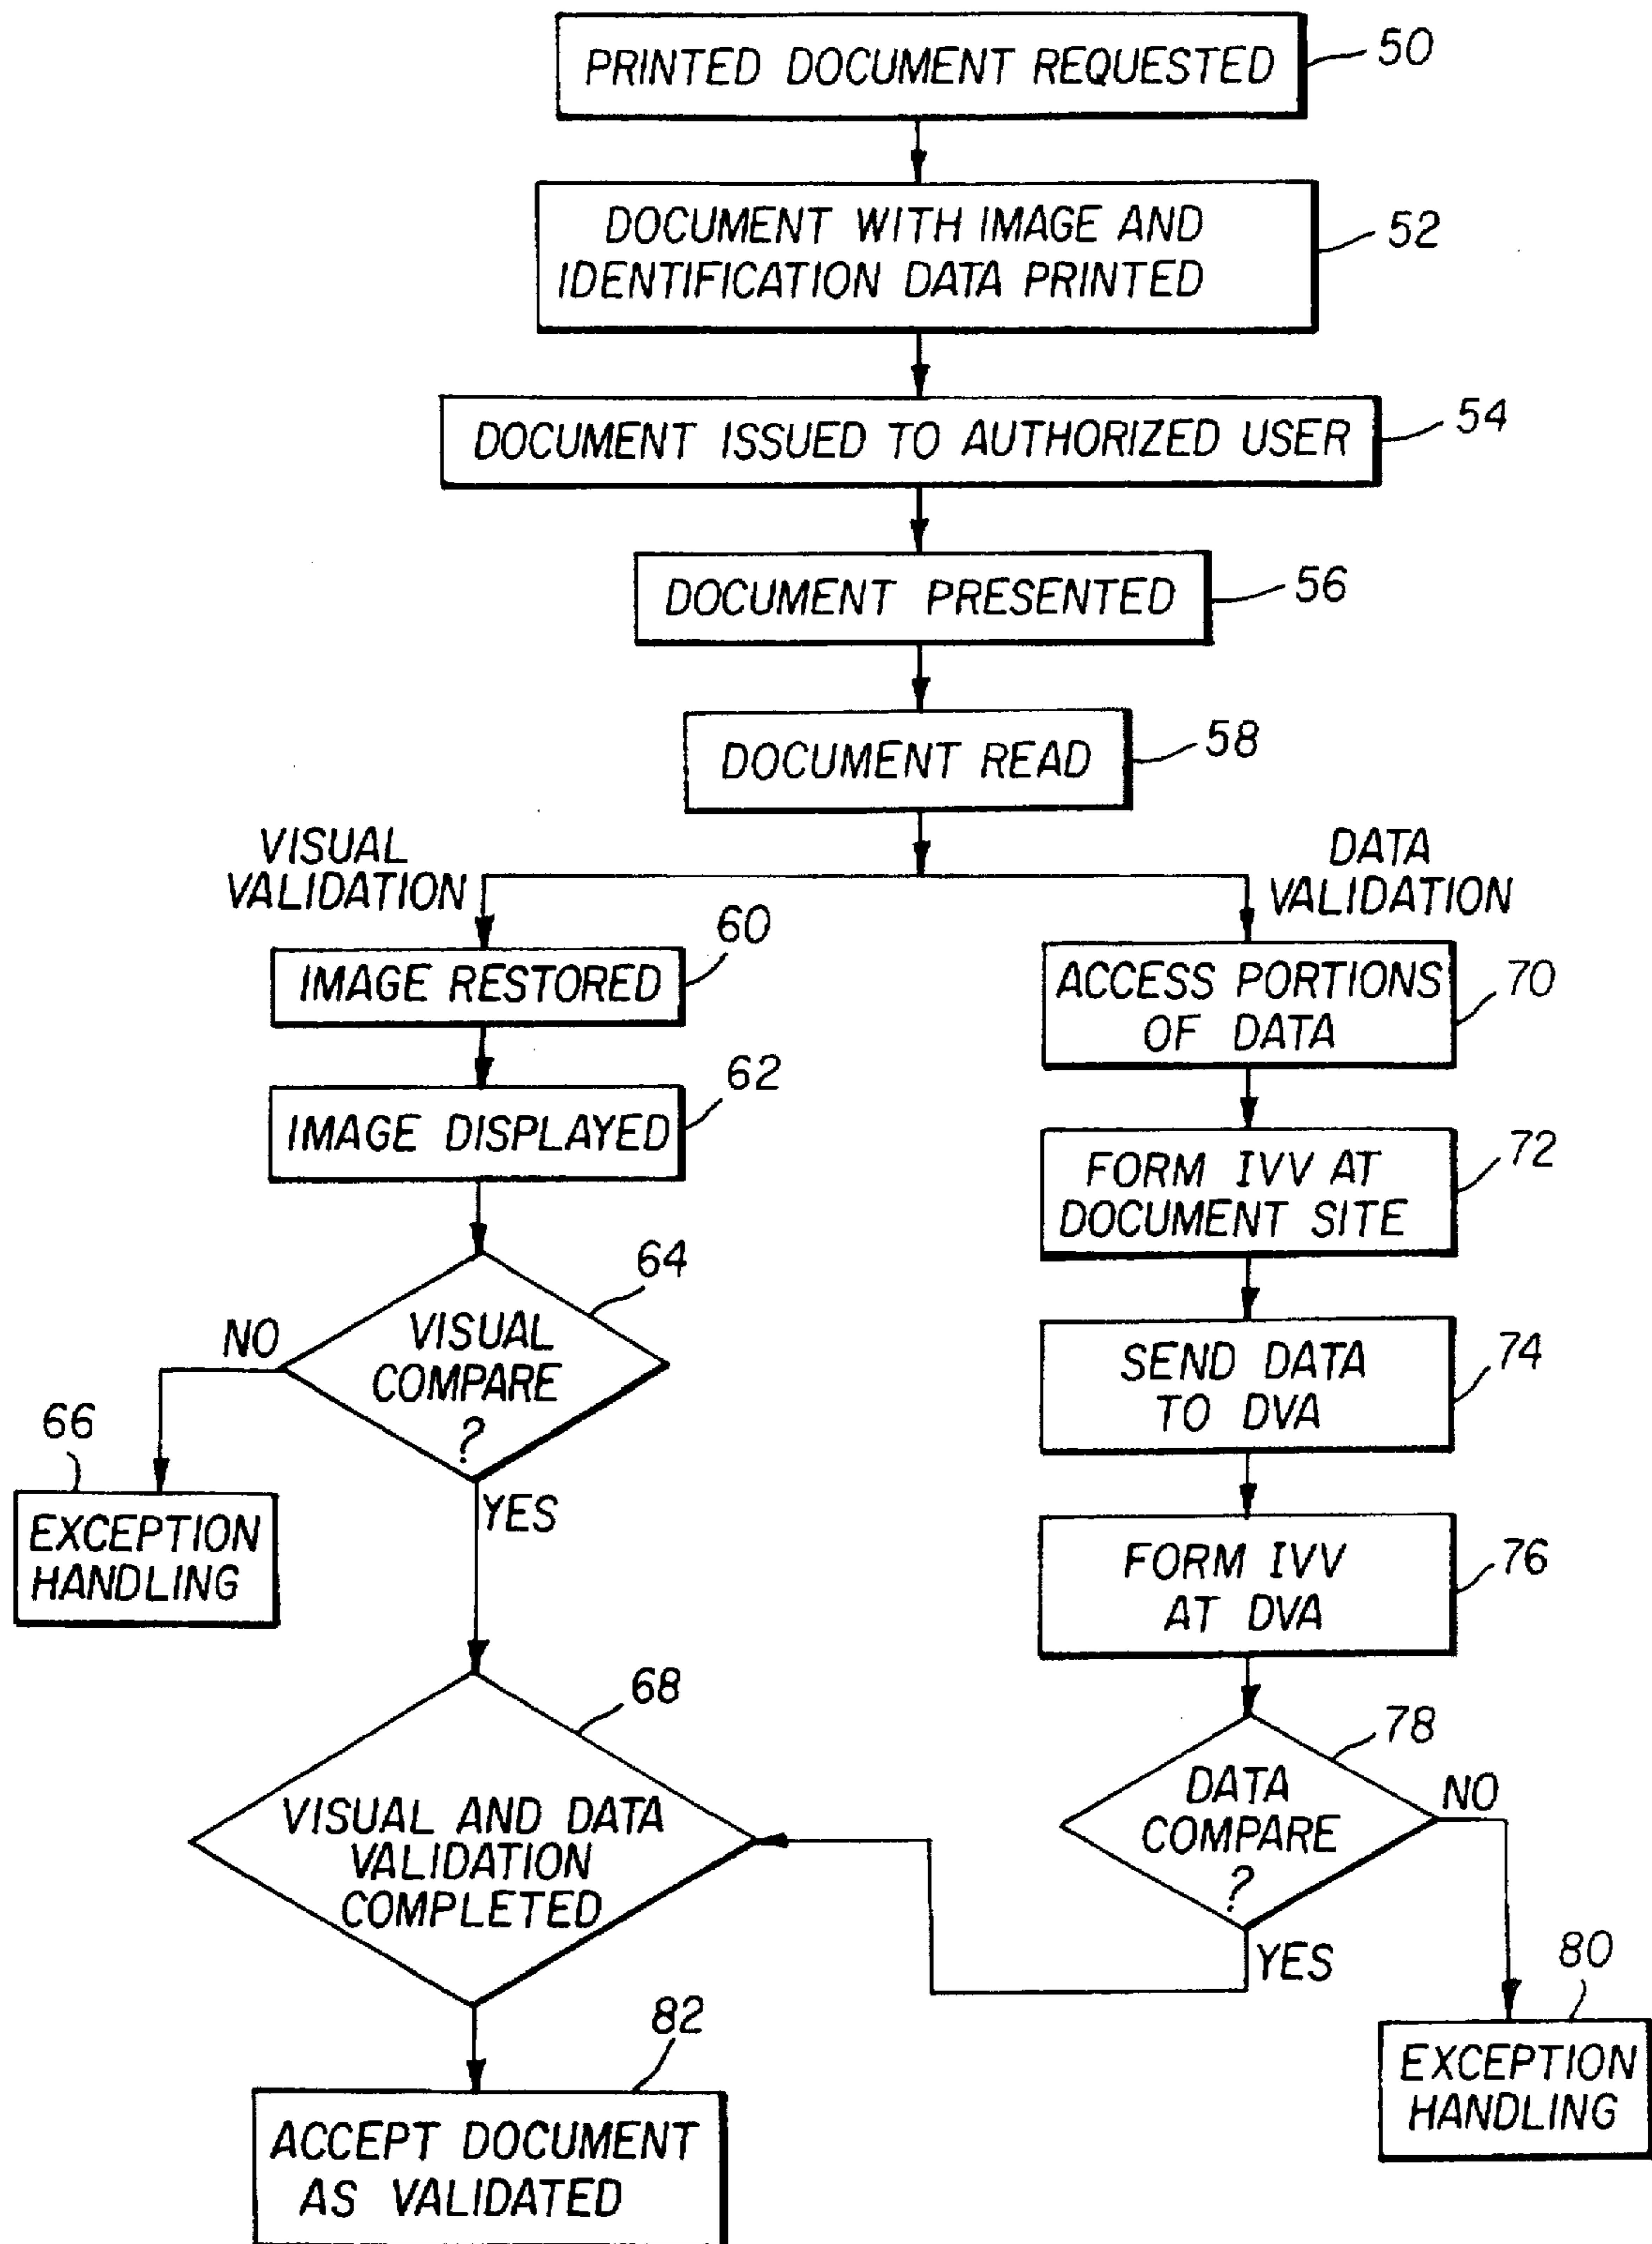 PRINTED DOCUMENT REQUESTED
50
DOCUMENT WITH IMAGE AND
IDENTIFICATION DATA PRINTED
52
DOCUMENT ISSUED TO AUTHORIZED USER
54
DOCUMENT PRESENTED
56
DOCUMENT READ
58
VISUAL
VALIDATION
60
IMAGE RESTORED
62
IMAGE DISPLAYED
64
VISUAL
COMPARE
?
NO
66
EXCEPTION
HANDLING
YES
DATA
VALIDATION
ACCESS PORTIONS
OF DATA
70
FORM IVV AT
DOCUMENT SITE
72
SEND DATA
TO DVA
74
FORM IVV
AT DVA
76
78
DATA
COMPARE
?
NO
80
EXCEPTION
HANDLING
YES
68
VISUAL AND DATA
VALIDATION
COMPLETED
82
ACCEPT DOCUMENT
AS VALIDATED